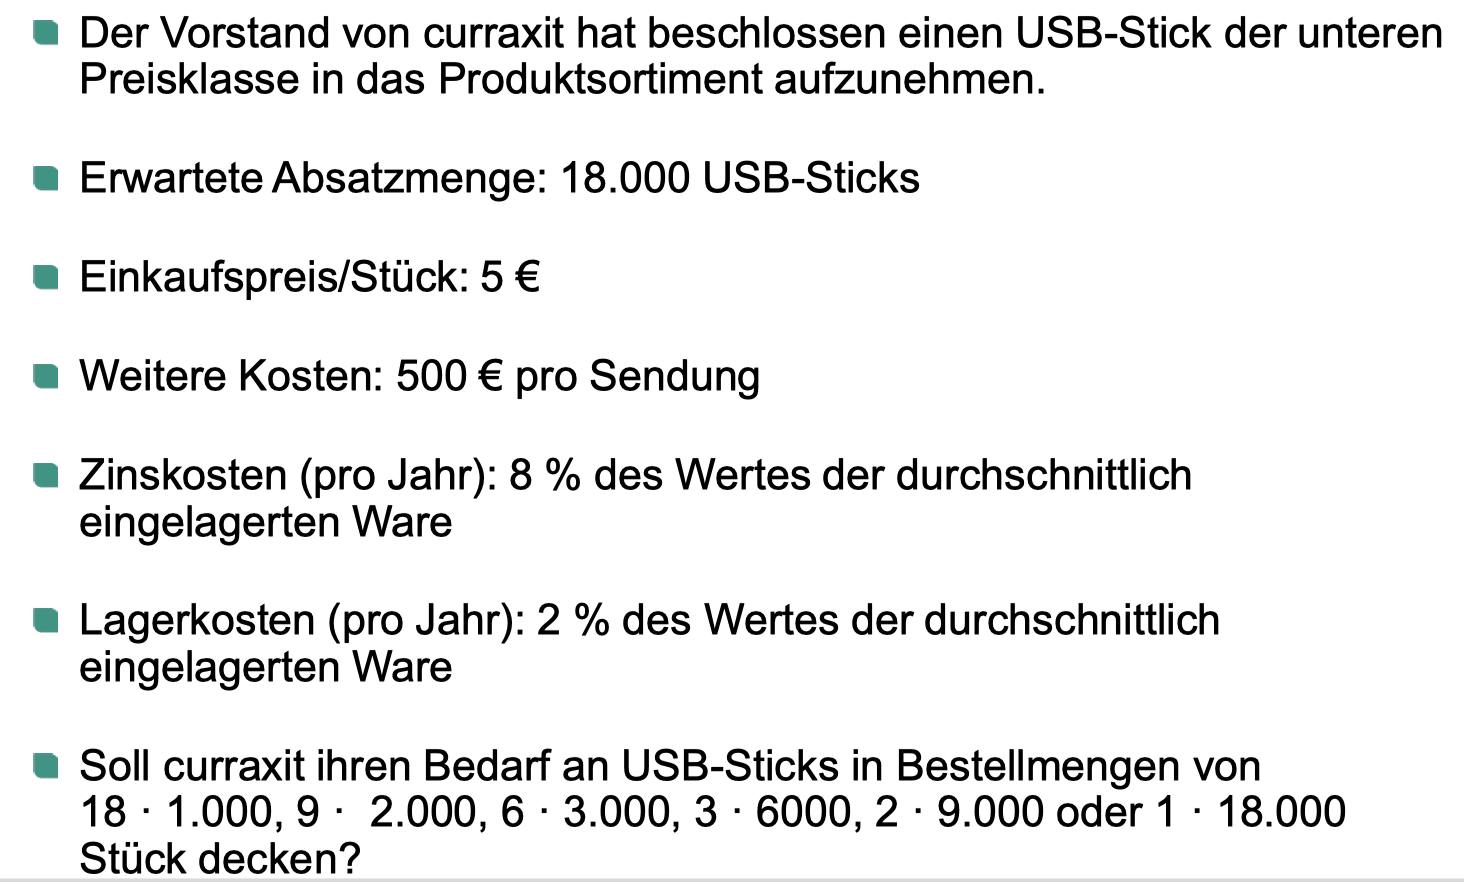 Der Vorstand von curraxit hat beschlossen einen USB-Stick der unteren
Preisklasse in das Produktsortiment aufzunehmen.
Erwartete Absatzmenge: 18.000 USB-Sticks
Einkaufspreis/Stück: 5 €
Weitere Kosten: 500 € pro Sendung
Zinskosten (pro Jahr): 8 % des Wertes der durchschnittlich
eingelagerten Ware
Lagerkosten (pro Jahr): 2 % des Wertes der durchschnittlich
eingelagerten Ware
Soll curraxit ihren Bedarf an USB-Sticks in Bestellmengen von
18 · 1.000, 9 · 2.000, 6 · 3.000, 3 · 6000, 2 · 9.000 oder 1 · 18.000
Stück decken?